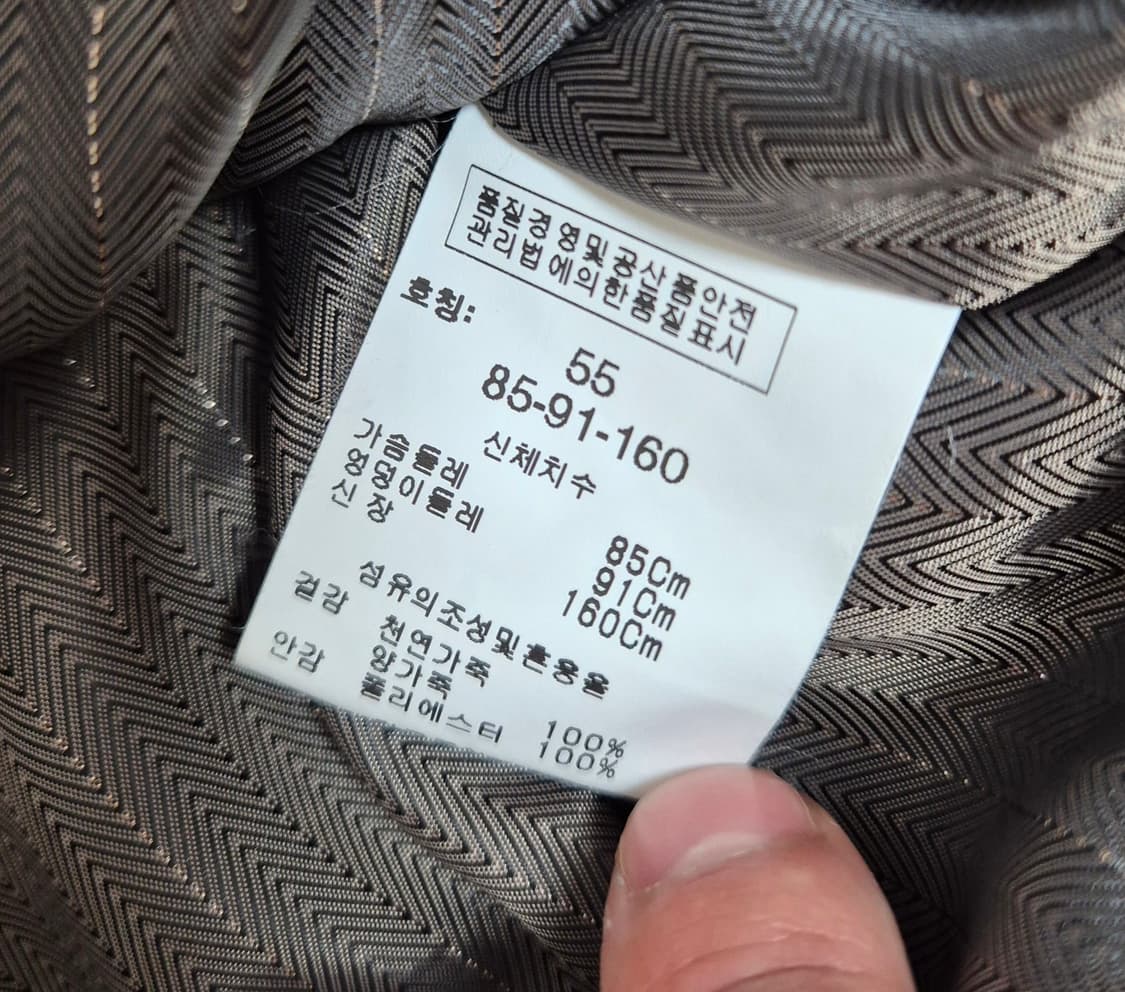 품질경영및공산품안전
관리법에의한품질표시
호칭:
55
85-91-160
신체치수
가슴둘레 85Cm
엉덩이둘레 91Cm
신장 160Cm
섬유의조성및혼용율
겉감 천연가죽
양가죽 100%
안감 폴리에스터 100%